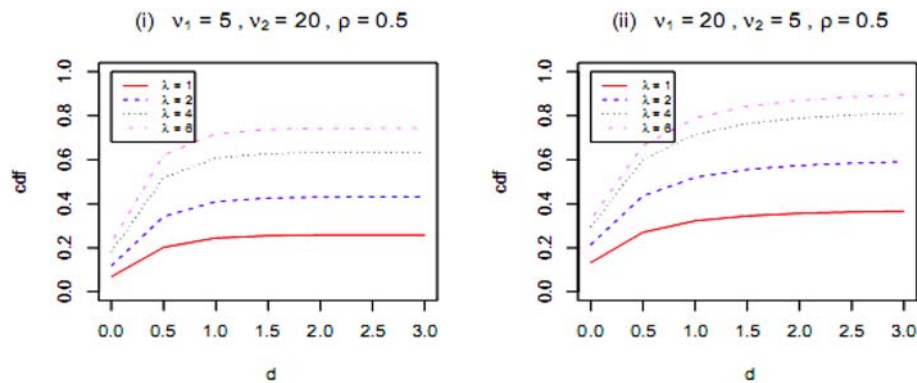 (i) ν₁ = 5 , ν₂ = 20 , ρ = 0.5
cdf
1.0
0.8
0.6
0.4
0.2
0.0
λ = 1
λ = 2
λ = 4
λ = 6
0.0 0.5 1.0 1.5 2.0 2.5 3.0
d
(ii) ν₁ = 20 , ν₂ = 5 , ρ = 0.5
cdf
1.0
0.8
0.6
0.4
0.2
0.0
λ = 1
λ = 2
λ = 4
λ = 6
0.0 0.5 1.0 1.5 2.0 2.5 3.0
d